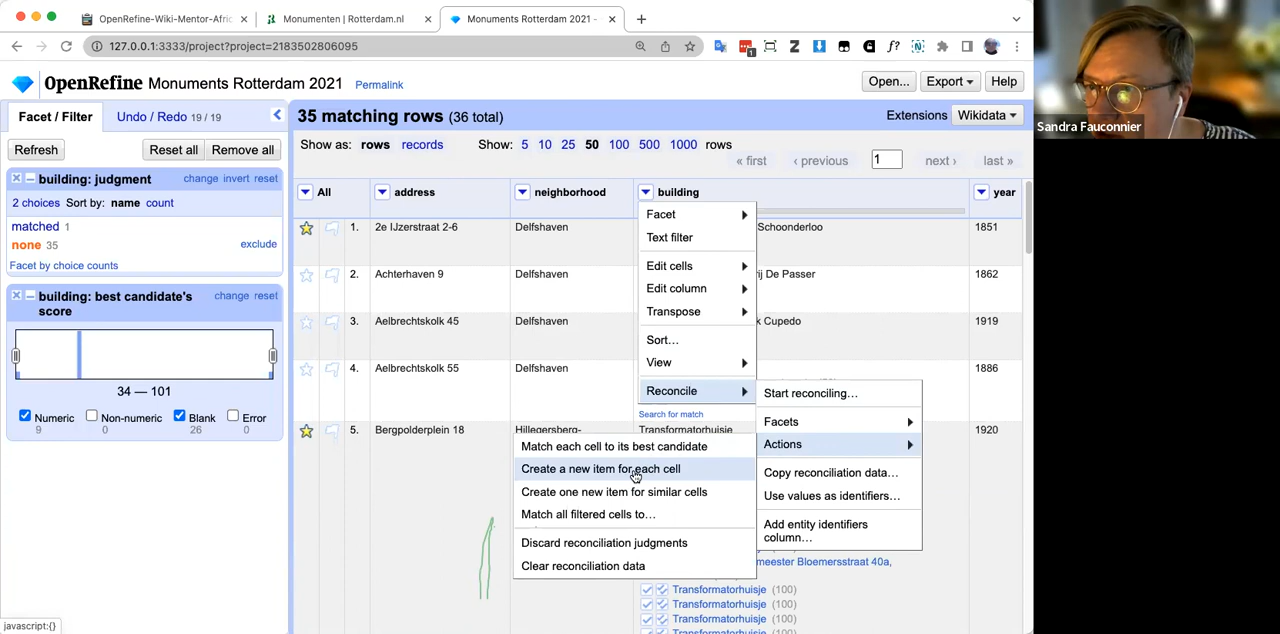 OpenRefine-Wiki-Mentor-Afric
Monumenten | Rotterdam.nl
Monuments Rotterdam 2021 -
127.0.0.1:3333/project?project=2183502806095
OpenRefine Monuments Rotterdam 2021 Permalink
Open... Export Help
Facet / Filter Undo / Redo 19 / 19
35 matching rows (36 total)
Extensions Wikidata
Refresh Reset all Remove all
Show as: rows records Show: 5 10 25 50 100 500 1000 rows
« first ‹ previous 1 next › last »
building: judgment change invert reset
2 choices Sort by: name count
matched 1
none 35 exclude
Facet by choice counts
building: best candidate's score change reset
34 — 101
Numeric 9
Non-numeric 0
Blank 26
Error 0
All address neighborhood building year
1. 2e IJzerstraat 2-6 Delfshaven Schoonderloo 1851
2. Achterhaven 9 Delfshaven ij De Passer 1862
3. Aelbrechtskolk 45 Delfshaven k Cupedo 1919
4. Aelbrechtskolk 55 Delfshaven 1886
Search for match
5. Bergpolderplein 18 Hillegersberg- Transformatorhuisje 1920
Facet
Text filter
Edit cells
Edit column
Transpose
Sort...
View
Reconcile
Start reconciling...
Facets
Actions
Copy reconciliation data...
Use values as identifiers...
Add entity identifiers
column...
Match each cell to its best candidate
Create a new item for each cell
Create one new item for similar cells
Match all filtered cells to...
Discard reconciliation judgments
Clear reconciliation data
meester Bloemersstraat 40a,
Transformatorhuisje (100)
Transformatorhuisje (100)
Transformatorhuisje (100)
javascript:{}
Sandra Fauconnier